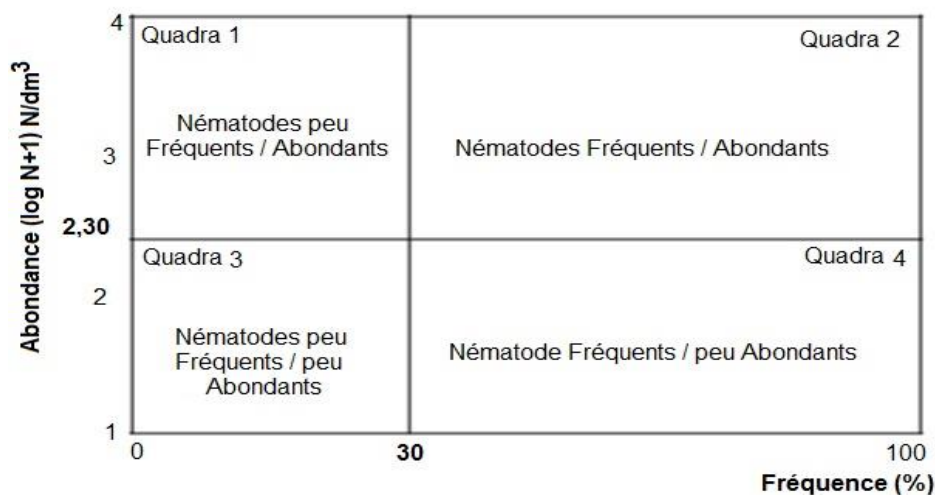 Abondance (log N+1) N/dm³
4
3
2,30
2
1
Quadra 1
Nématodes peu
Fréquents / Abondants
Quadra 2
Nématodes Fréquents / Abondants
Quadra 3
Nématodes peu
Fréquents / peu
Abondants
Quadra 4
Nématode Fréquents / peu Abondants
0
30
100
Fréquence (%)